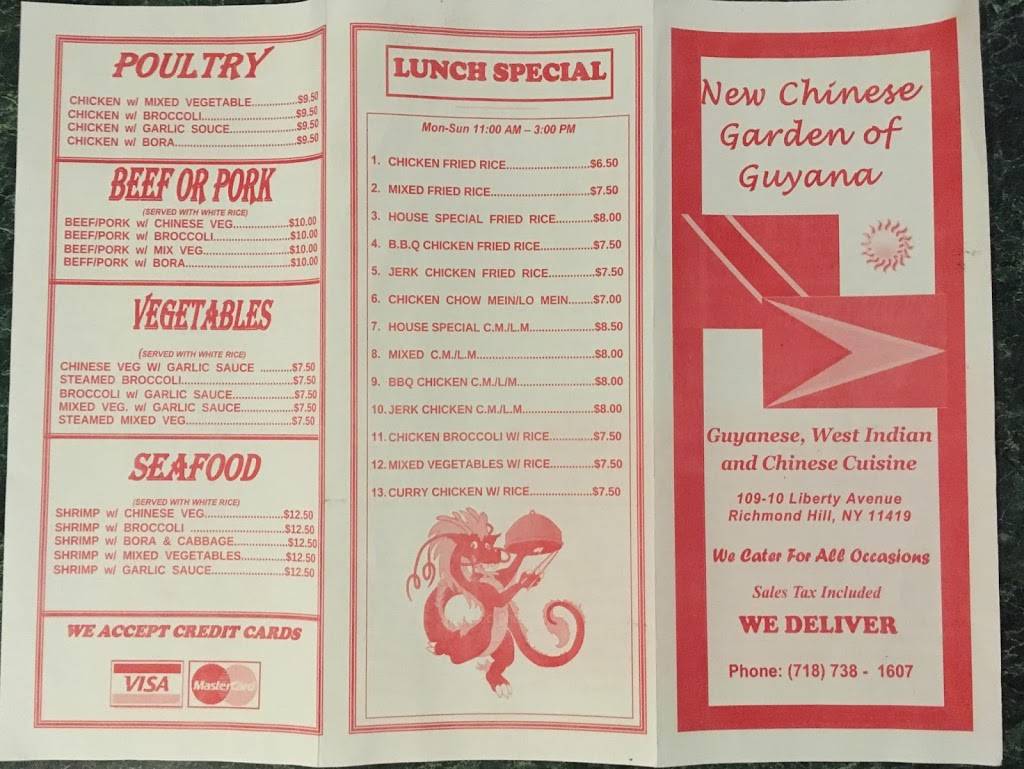 POULTRY
CHICKEN w/ MIXED VEGETABLE..............$9.50
CHICKEN w/ BROCCOLI............................$9.50
CHICKEN w/ GARLIC SOUCE....................$9.50
CHICKEN w/ BORA....................................$9.50
BEEF OR PORK
(SERVED WITH WHITE RICE)
BEEF/PORK w/ CHINESE VEG................$10.00
BEEF/PORK w/ BROCCOLI......................$10.00
BEEF/PORK w/ MIX VEG.........................$10.00
BEFF/PORK w/ BORA...............................$10.00
VEGETABLES
(SERVED WITH WHITE RICE)
CHINESE VEG W/ GARLIC SAUCE .........$7.50
STEAMED BROCCOLI.................................$7.50
BROCCOLI w/ GARLIC SAUCE..................$7.50
MIXED VEG. w/ GARLIC SAUCE................$7.50
STEAMED MIXED VEG................................$7.50
SEAFOOD
(SERVED WITH WHITE RICE)
SHRIMP w/ CHINESE VEG.......................$12.50
SHRIMP w/ BROCCOLI ............................$12.50
SHRIMP w/ BORA & CABBAGE...............$12.50
SHRIMP w/ MIXED VEGETABLES.............$12.50
SHRIMP w/ GARLIC SAUCE......................$12.50
WE ACCEPT CREDIT CARDS
VISA
MasterCard
LUNCH SPECIAL
Mon-Sun 11:00 AM – 3:00 PM
1. CHICKEN FRIED RICE.........................$6.50
2. MIXED FRIED RICE..............................$7.50
3. HOUSE SPECIAL FRIED RICE...........$8.00
4. B.B.Q CHICKEN FRIED RICE...............$7.50
5. JERK CHICKEN FRIED RICE..............$7.50
6. CHICKEN CHOW MEIN/LO MEIN.......$7.00
7. HOUSE SPECIAL C.M./L.M...................$8.50
8. MIXED C.M./L.M...................................$8.00
9. BBQ CHICKEN C.M./L/M.......................$8.00
10. JERK CHICKEN C.M./L.M.....................$8.00
11. CHICKEN BROCCOLI W/ RICE............$7.50
12. MIXED VEGETABLES W/ RICE............$7.50
13. CURRY CHICKEN W/ RICE..................$7.50
New Chinese
Garden of
Guyana
Guyanese, West Indian
and Chinese Cuisine
109-10 Liberty Avenue
Richmond Hill, NY 11419
We Cater For All Occasions
Sales Tax Included
WE DELIVER
Phone: (718) 738 - 1607